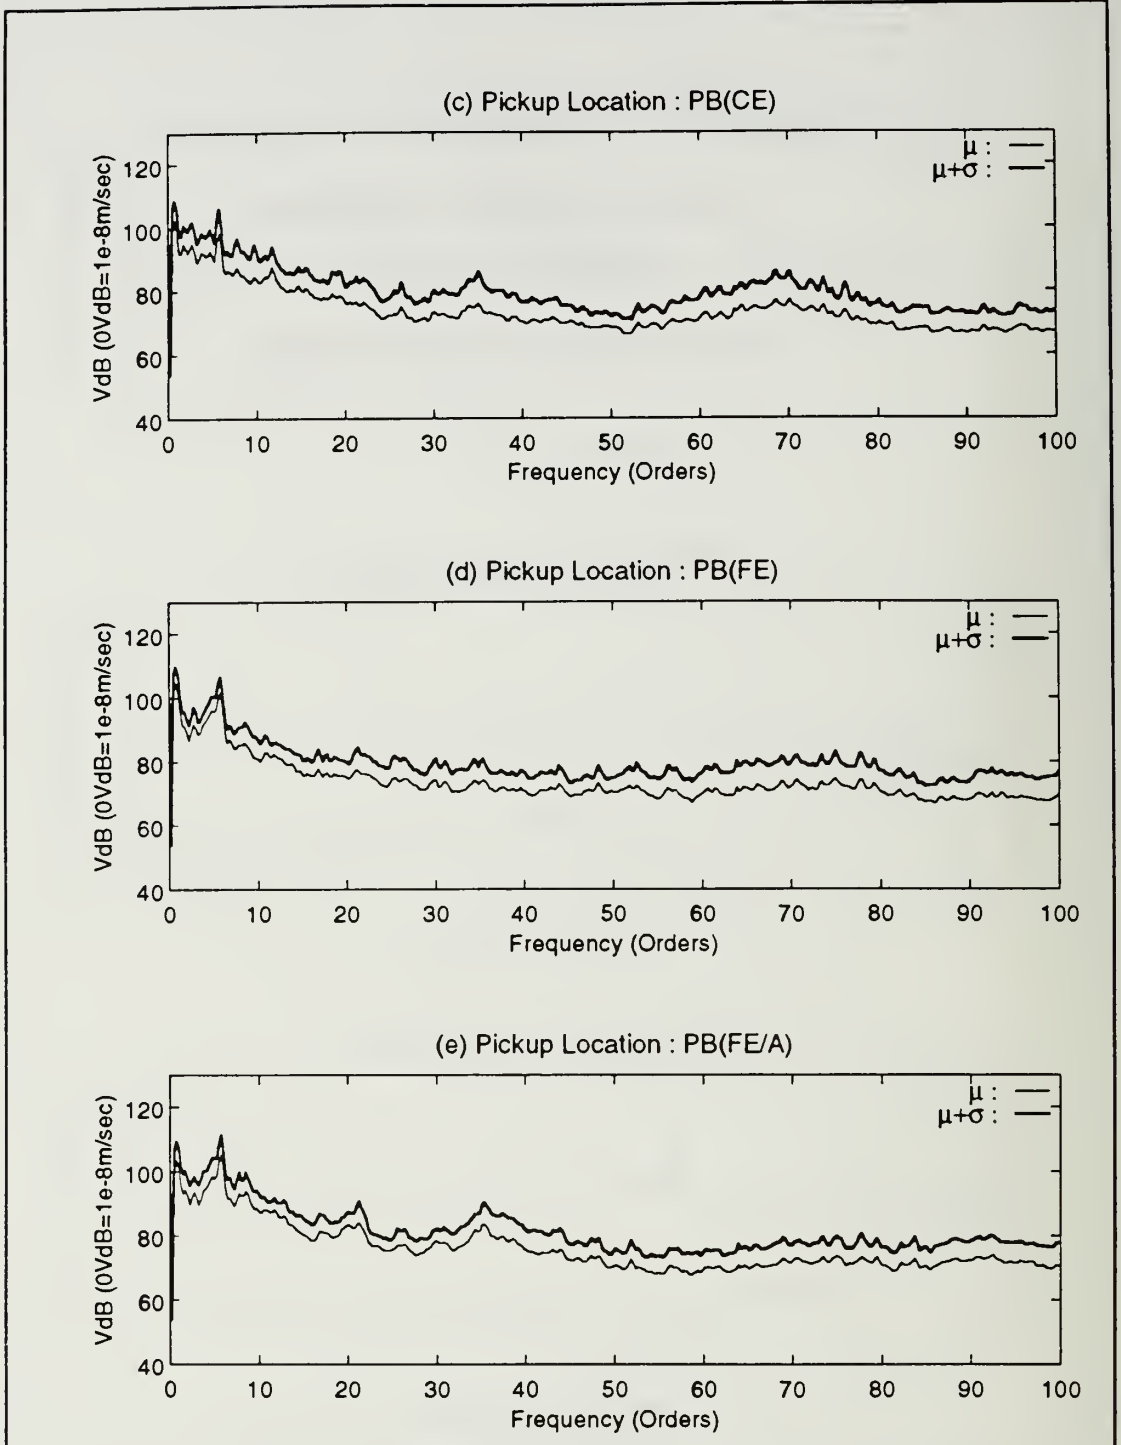 (c) Pickup Location : PB(CE)
VdB (0VdB=1e-8m/sec)
μ :
μ+σ :
120
100
80
60
40
0 10 20 30 40 50 60 70 80 90 100
Frequency (Orders)
(d) Pickup Location : PB(FE)
VdB (0VdB=1e-8m/sec)
μ :
μ+σ :
120
100
80
60
40
0 10 20 30 40 50 60 70 80 90 100
Frequency (Orders)
(e) Pickup Location : PB(FE/A)
VdB (0VdB=1e-8m/sec)
μ :
μ+σ :
120
100
80
60
40
0 10 20 30 40 50 60 70 80 90 100
Frequency (Orders)